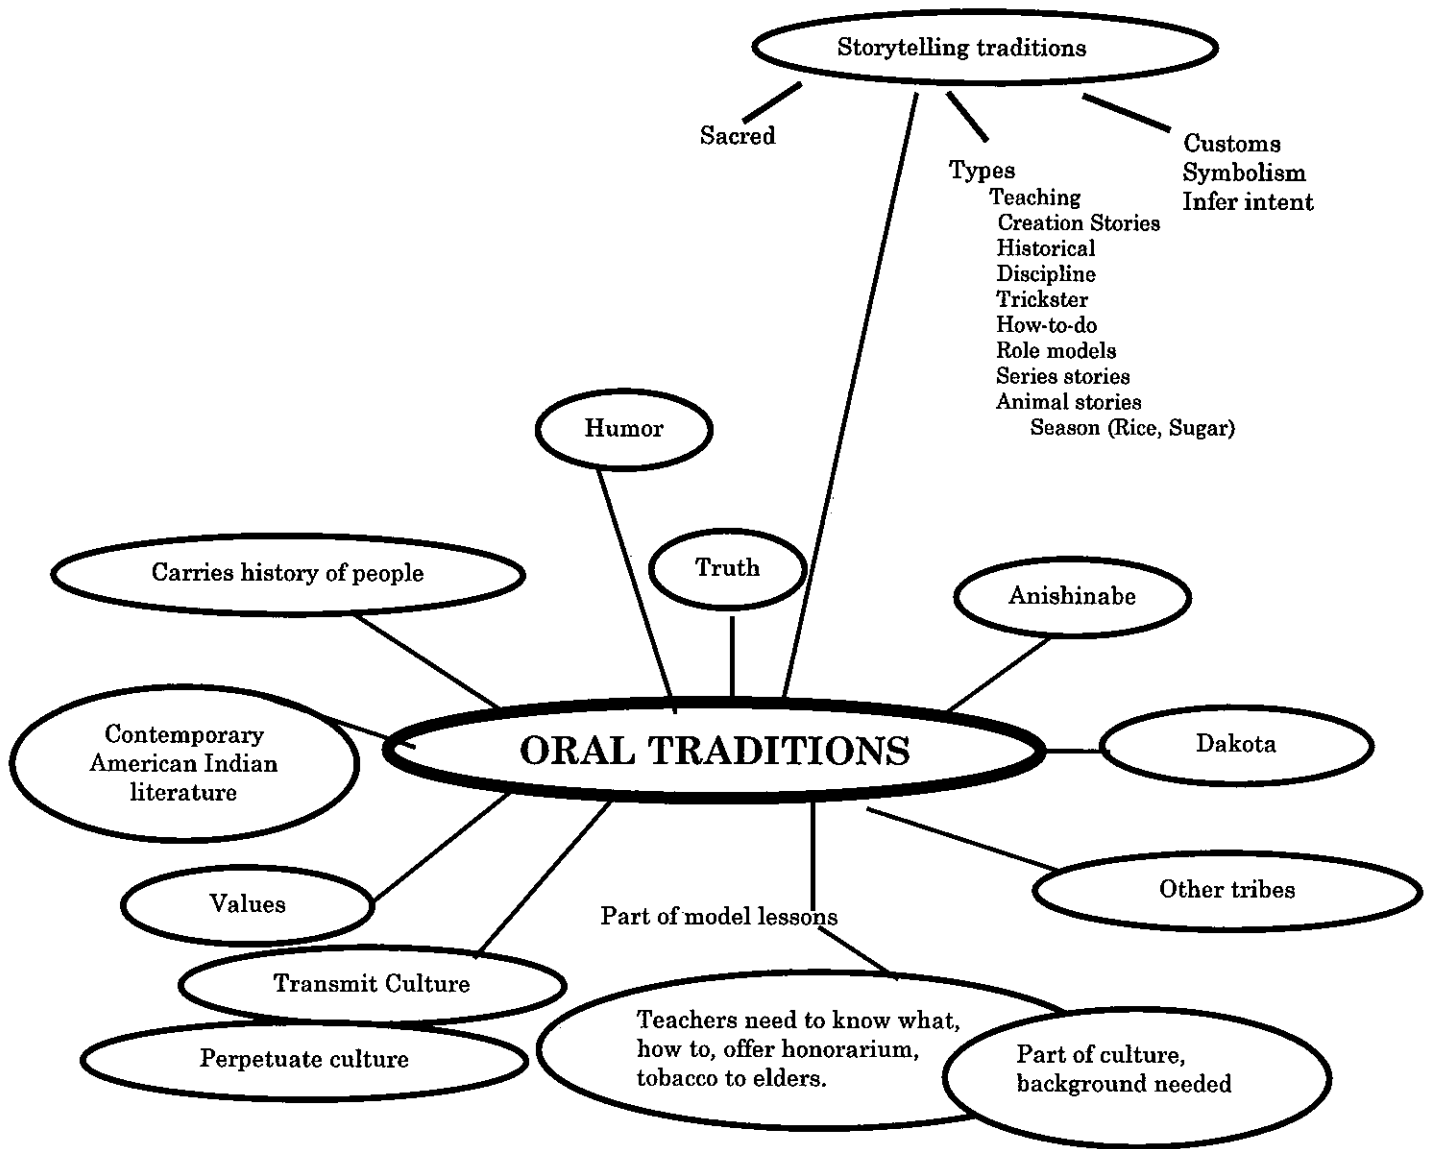 Storytelling traditions
Sacred
Customs
Symbolism
Infer intent
Types
Teaching
Creation Stories
Historical
Discipline
Trickster
How-to-do
Role models
Series stories
Animal stories
Season (Rice, Sugar)
Humor
Truth
Carries history of people
Anishinabe
Contemporary
American Indian
literature
ORAL TRADITIONS
Dakota
Values
Other tribes
Part of model lessons
Transmit Culture
Perpetuate culture
Teachers need to know what,
how to, offer honorarium,
tobacco to elders.
Part of culture,
background needed